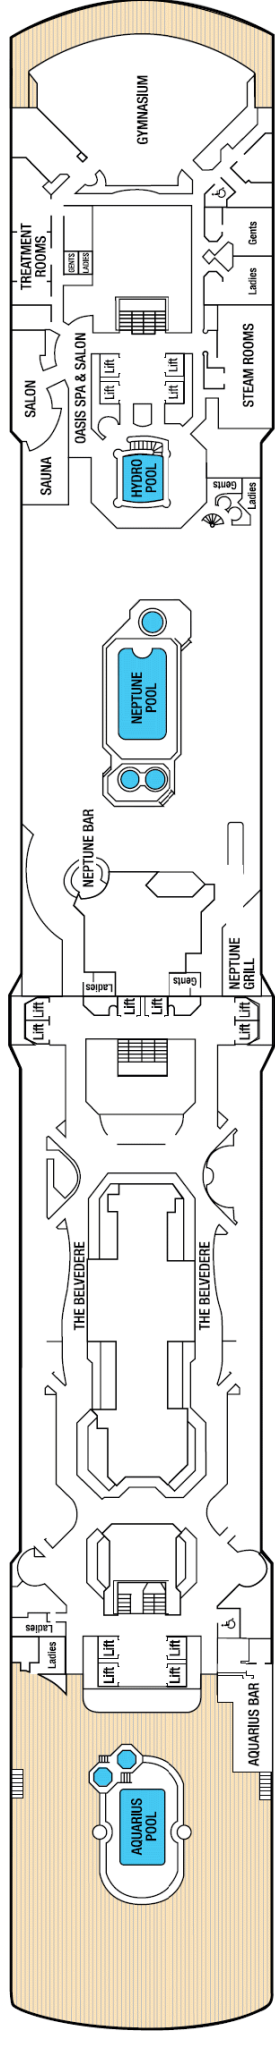 GYMNASIUM
TREATMENT
ROOMS
GENTS
LADIES
Gents
Ladies
Lift
Lift
Lift
Lift
SALON
OASIS SPA & SALON
STEAM ROOMS
SAUNA
HYDRO
POOL
Gents
Ladies
NEPTUNE
POOL
NEPTUNE BAR
NEPTUNE
GRILL
Ladies
Gents
Lift
Lift
Lift
Lift
Lift
Lift
THE BELVEDERE
THE BELVEDERE
Ladies
Ladies
Lift
Lift
Lift
Lift
AQUARIUS BAR
AQUARIUS
POOL